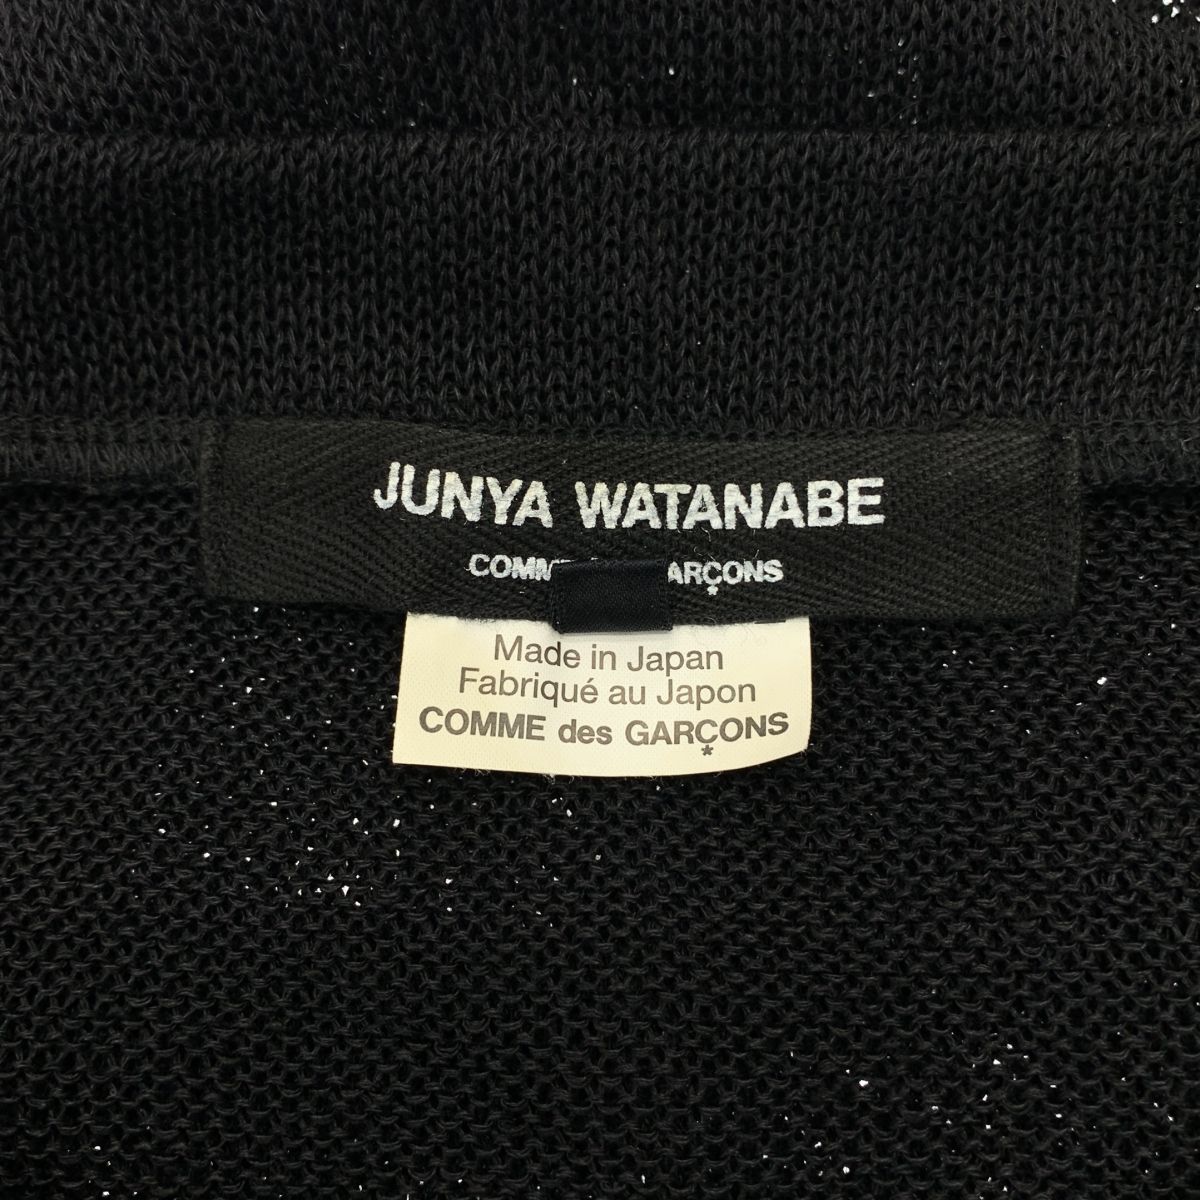 JUNYA WATANABE
COMME GARÇONS
Made in Japan
Fabriqué au Japon
COMME des GARÇONS
*